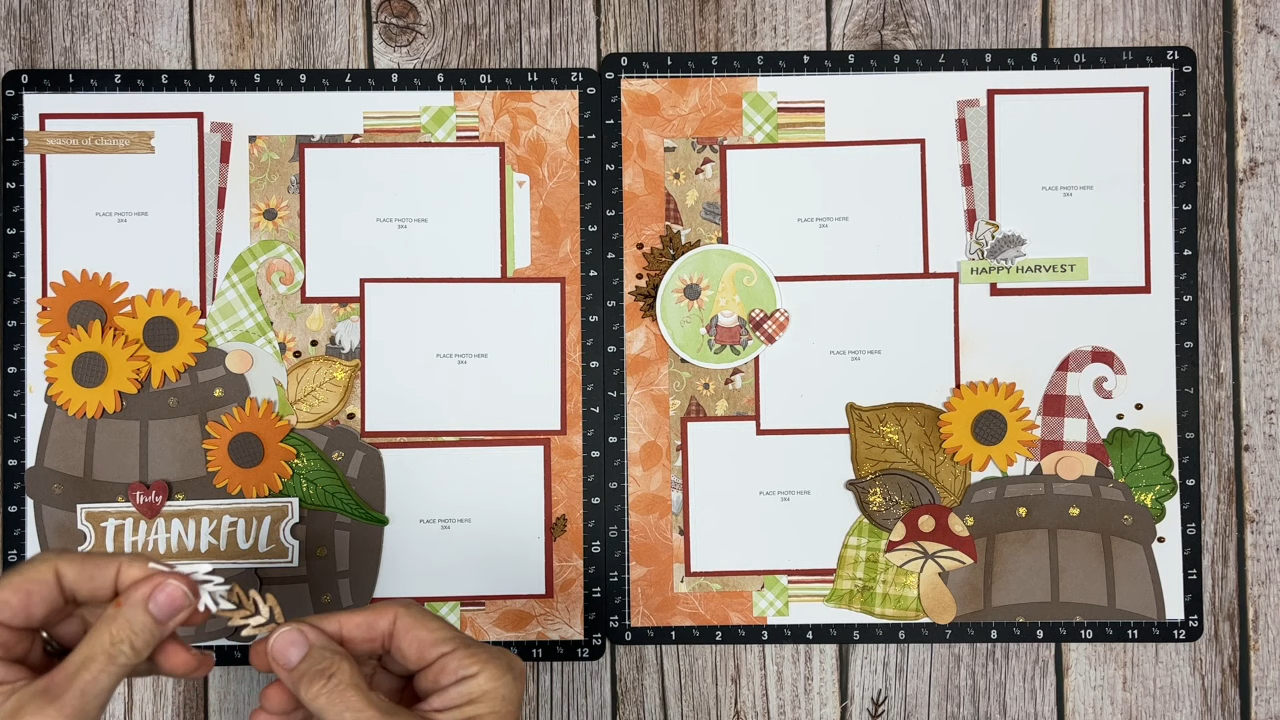 season of change
PLACE PHOTO HERE
3X4
PLACE PHOTO HERE
3X4
PLACE PHOTO HERE
3X4
PLACE PHOTO HERE
3X4
Truly
THANKFUL
PLACE PHOTO HERE
3X4
PLACE PHOTO HERE
3X4
HAPPY HARVEST
PLACE PHOTO HERE
3X4
PLACE PHOTO HERE
3X4